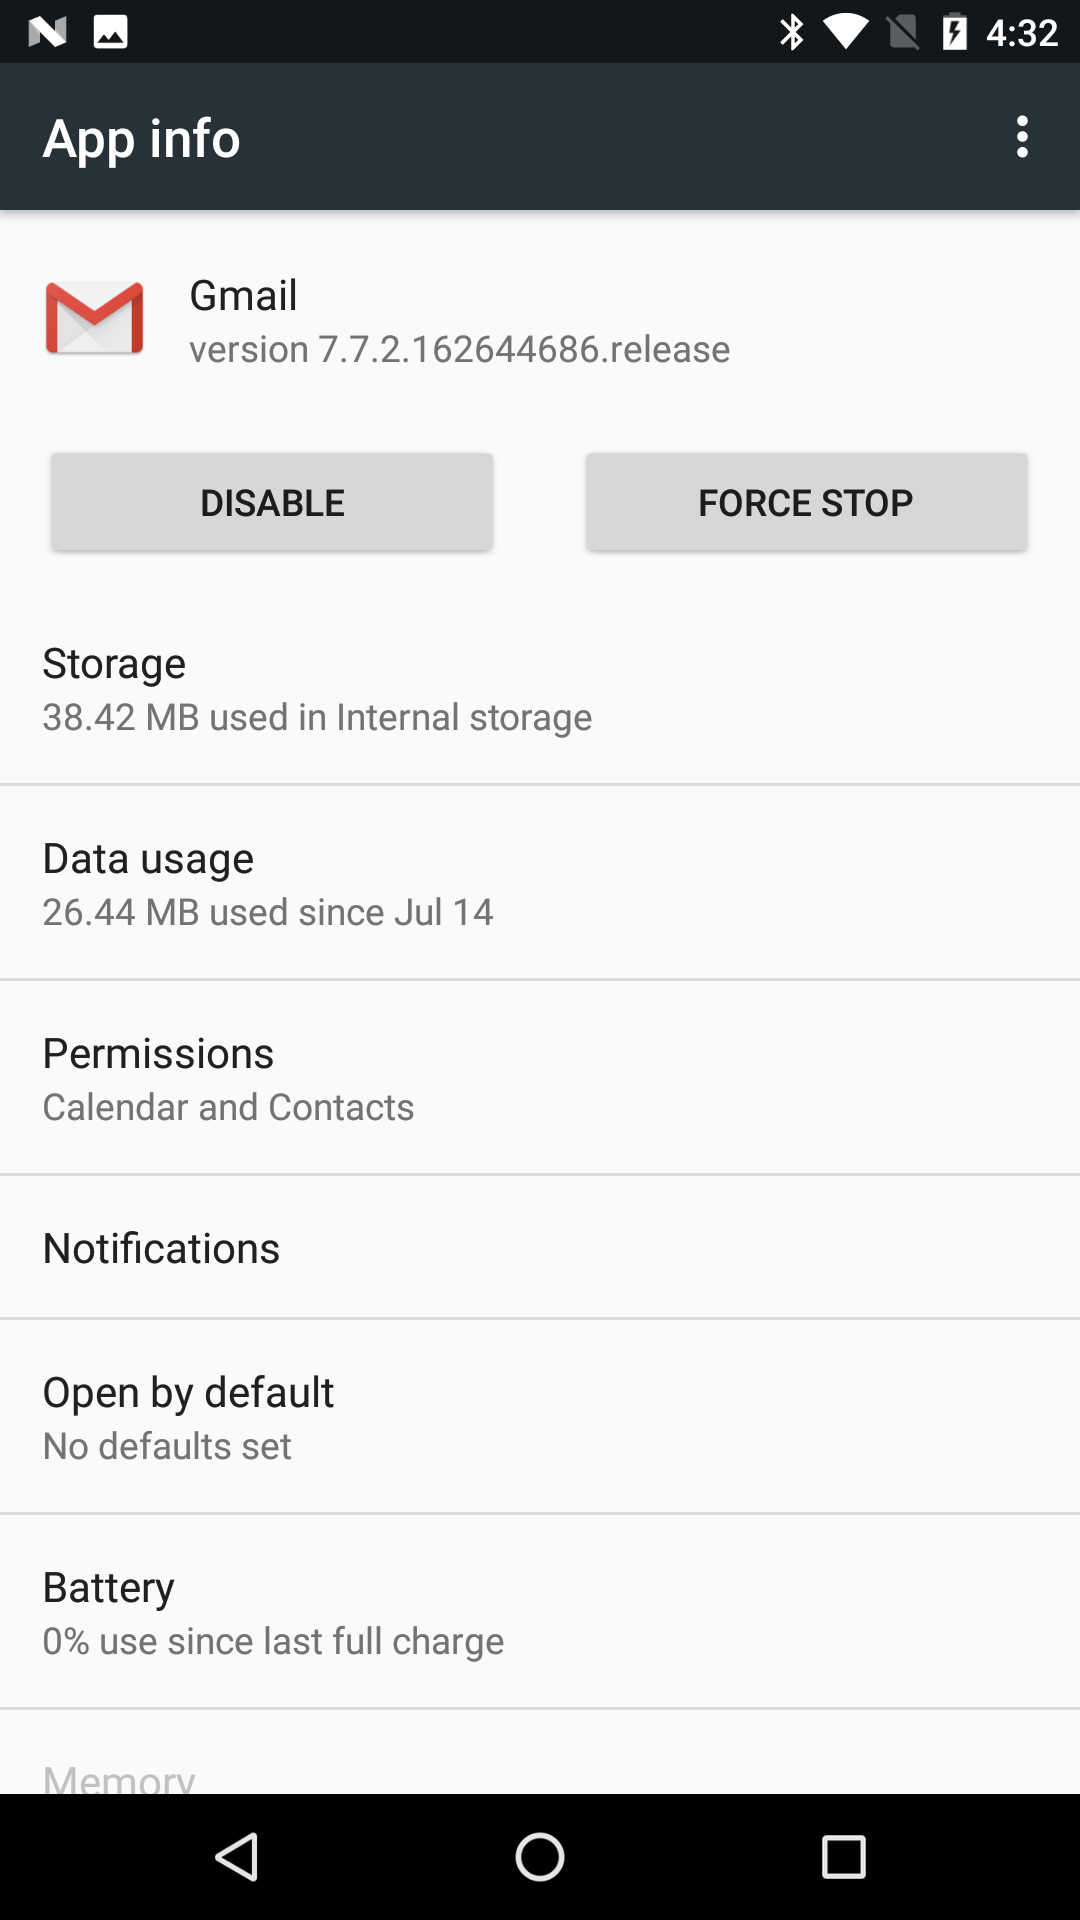 4:32
App info
Gmail
version 7.7.2.162644686.release
DISABLE
FORCE STOP
Storage
38.42 MB used in Internal storage
Data usage
26.44 MB used since Jul 14
Permissions
Calendar and Contacts
Notifications
Open by default
No defaults set
Battery
0% use since last full charge
Memory